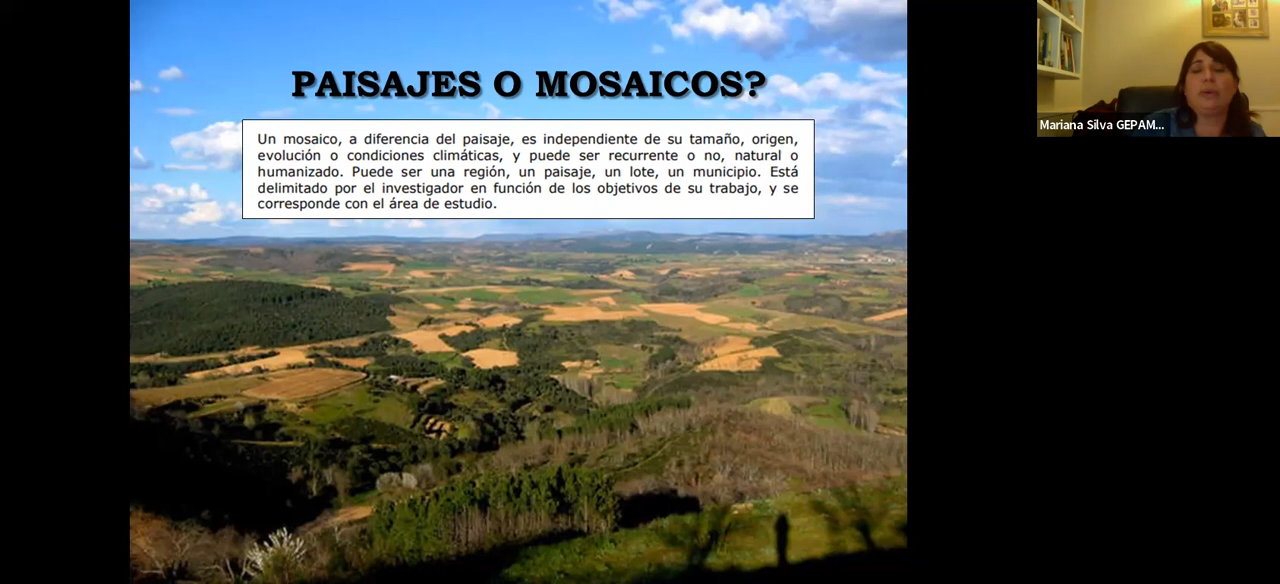 PAISAJES O MOSAICOS?
Un mosaico, a diferencia del paisaje, es independiente de su tamaño, origen,
evolución o condiciones climáticas, y puede ser recurrente o no, natural o
humanizado. Puede ser una región, un paisaje, un lote, un municipio. Está
delimitado por el investigador en función de los objetivos de su trabajo, y se
corresponde con el área de estudio.
Mariana Silva GEPAM...